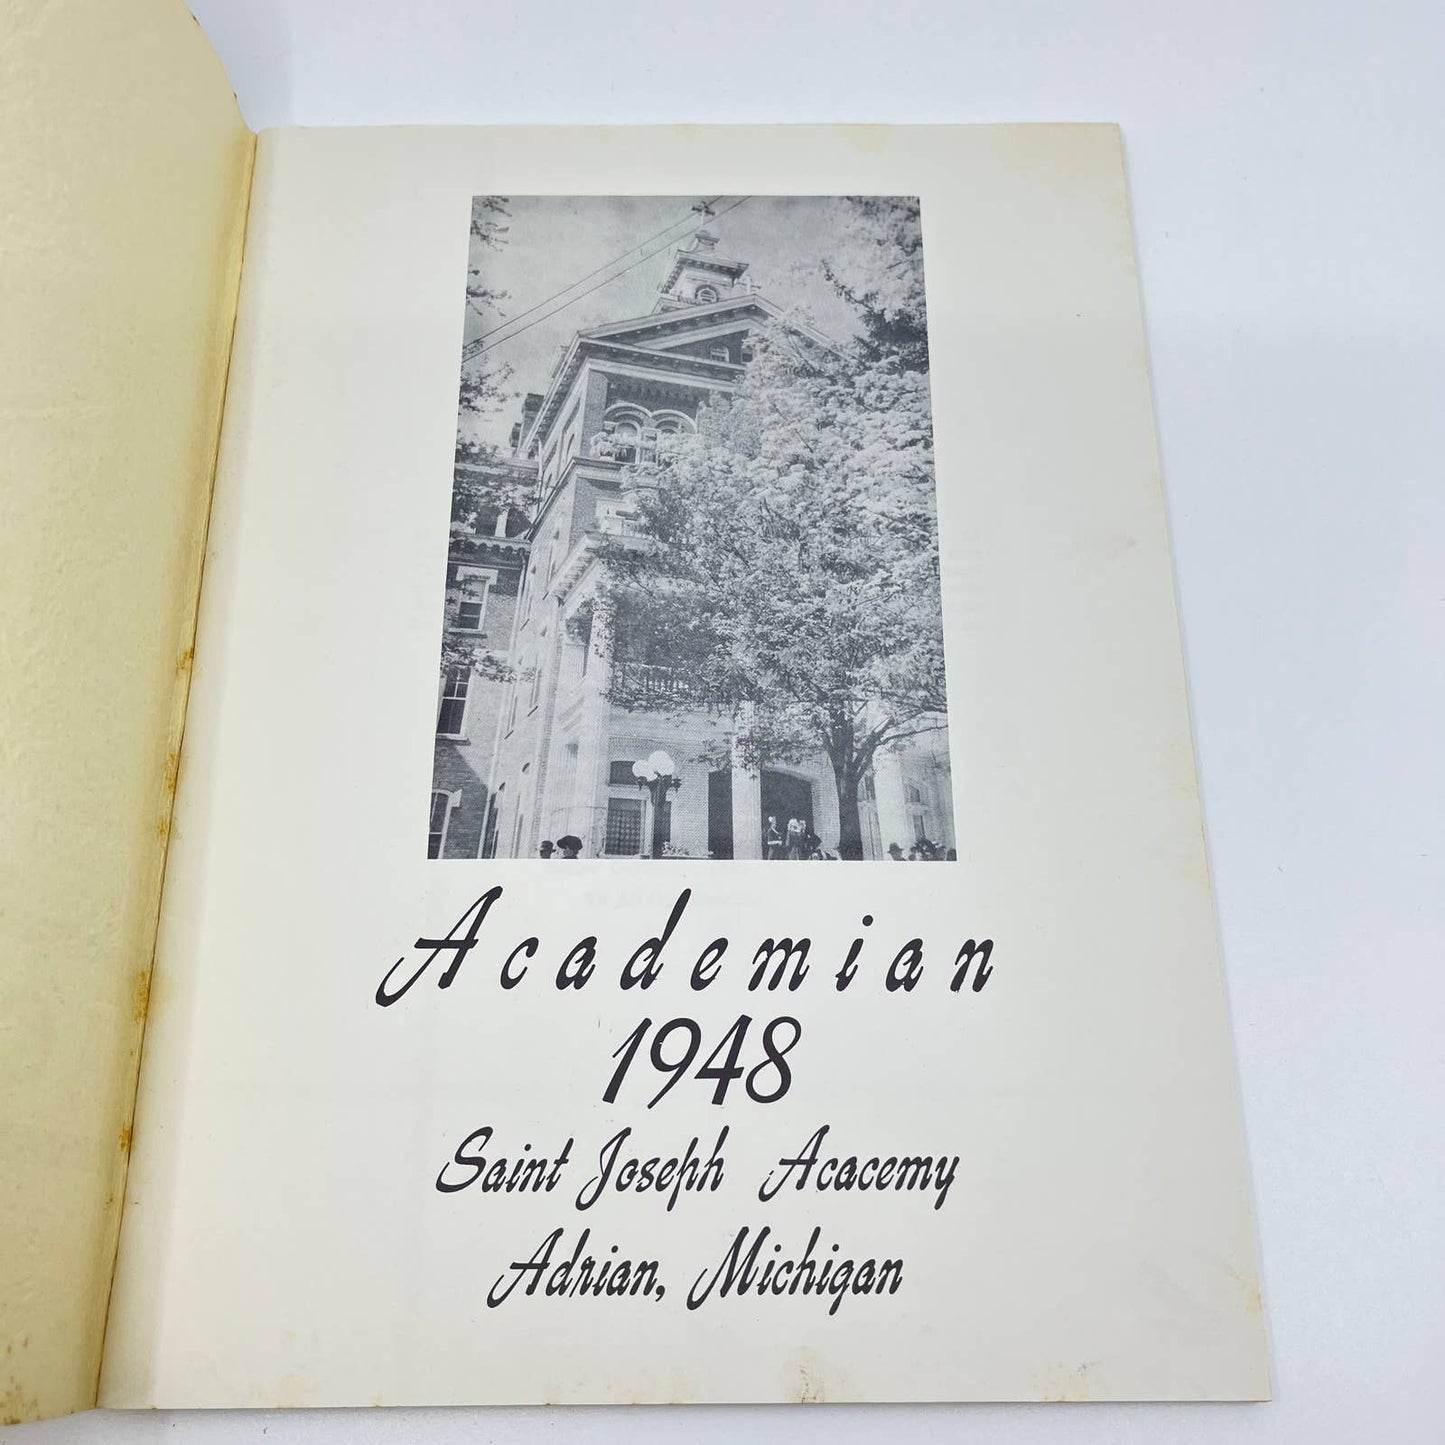 Academian
1948
Saint Joseph Acacemy
Adrian, Michigan